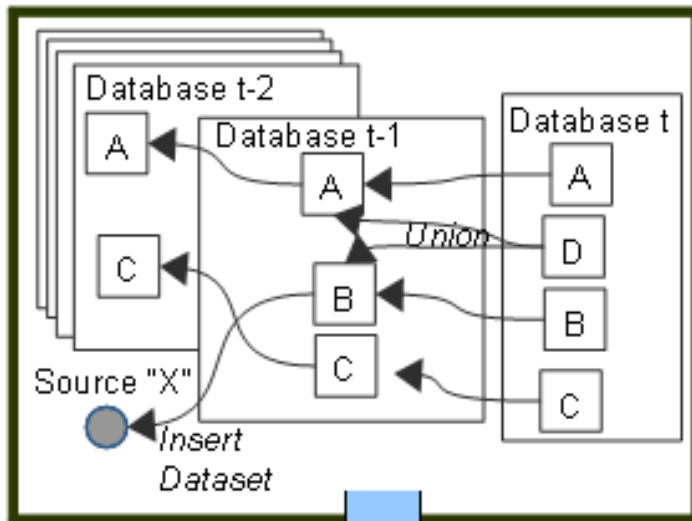 Database t-2
A
C
Database t-1
A
B
C
Database t
A
D
B
C
Union
Source "X"
Insert
Dataset